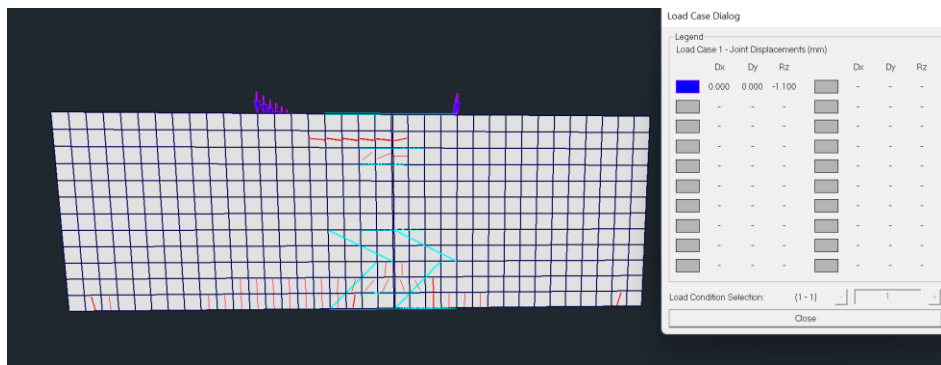 Load Case Dialog
Legend
Load Case 1 - Joint Displacements (mm)
Dx Dy Rz Dx Dy Rz
0.000 0.000 -1.100 - - -
- - - - - -
- - - - - -
- - - - - -
- - - - - -
- - - - - -
- - - - - -
- - - - - -
- - - - - -
- - - - - -
Load Condition Selection: (1 - 1) - 1 +
Close